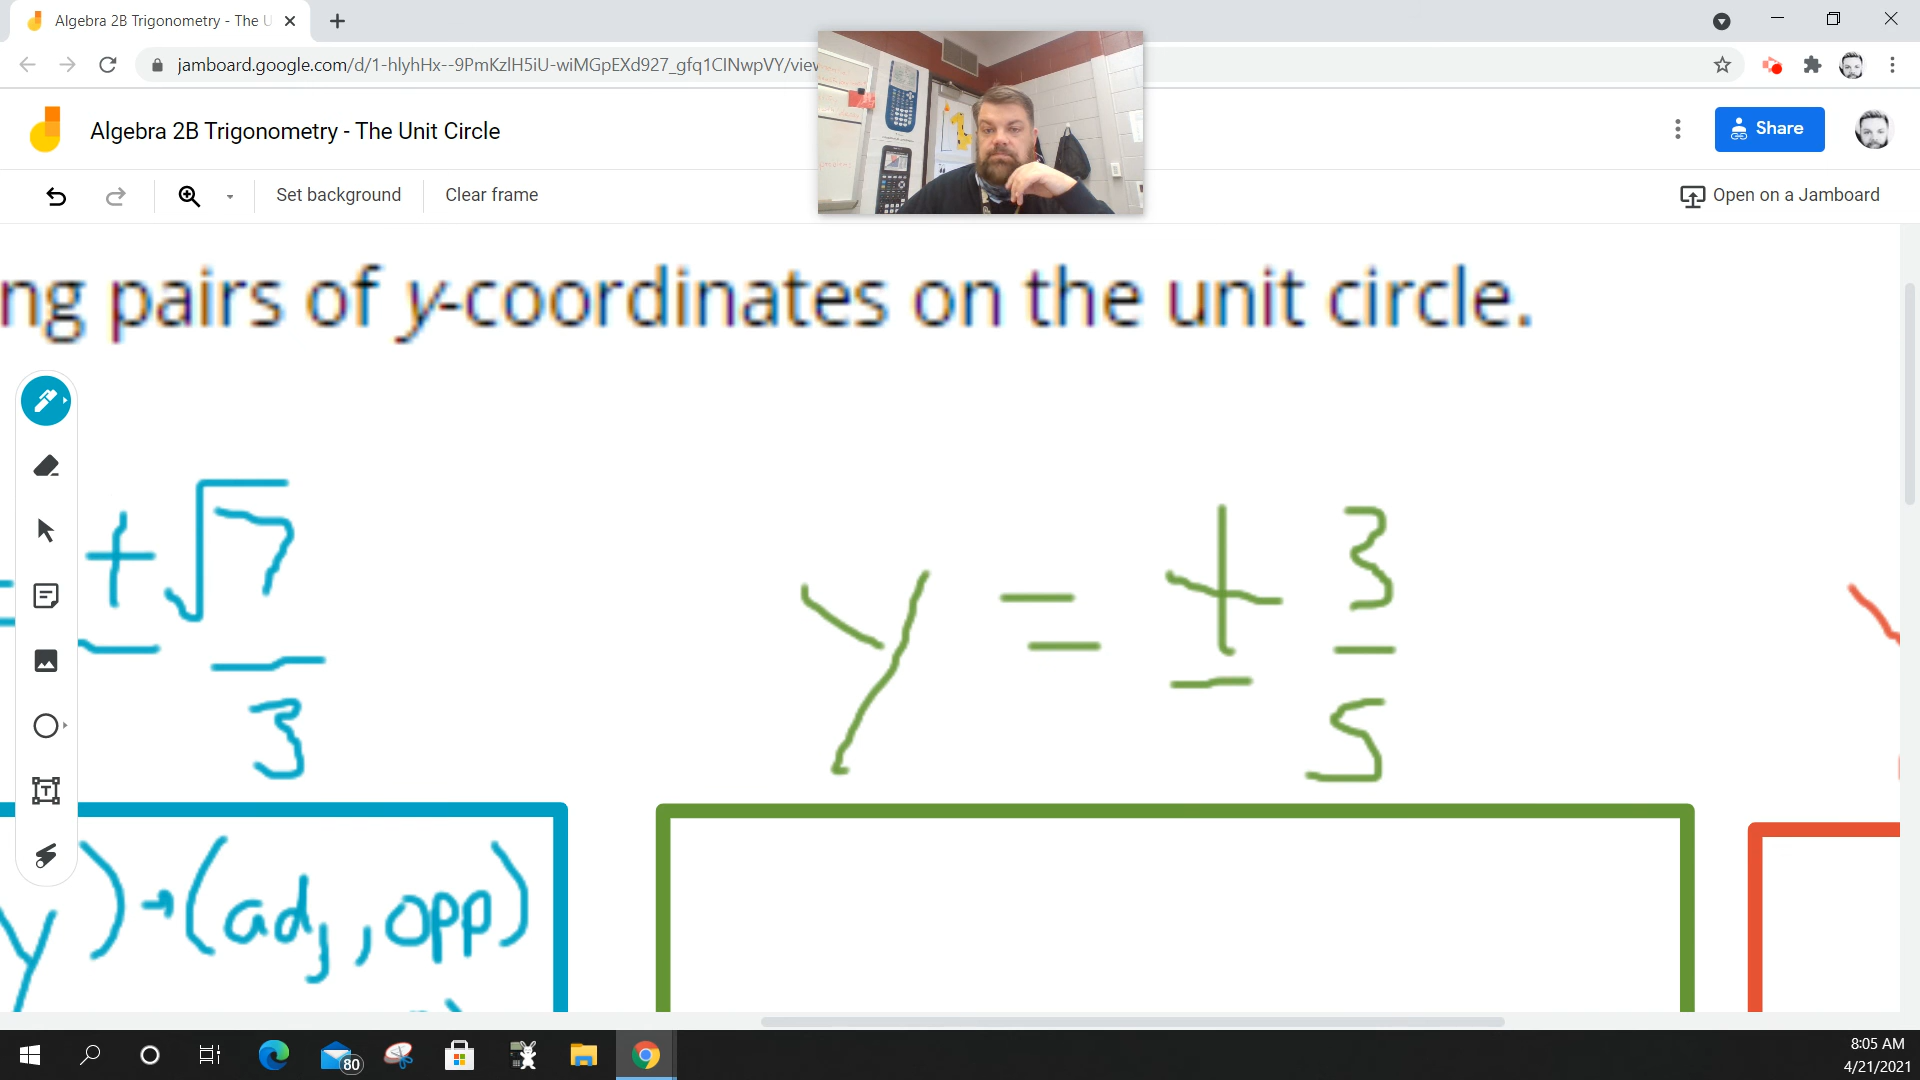 Algebra 2B Trigonometry - The U
jamboard.google.com/d/1-hlyhHx--9PmKzlH5iU-wiMGpEXd927_gfq1CINwpVY/view
Algebra 2B Trigonometry - The Unit Circle
Share
Set background
Clear frame
Open on a Jamboard
ng pairs of y-coordinates on the unit circle.
± √7
3
y = ± 3
5
y) → (adj, opp)
80
8:05 AM
4/21/2021